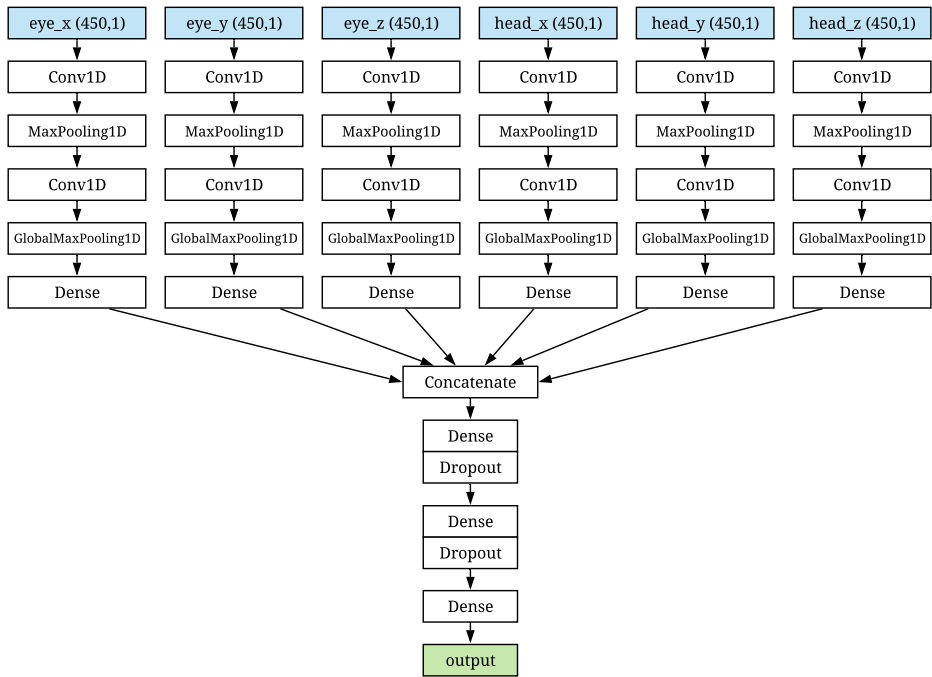 eye_x (450,1) eye_y (450,1) eye_z (450,1) head_x (450,1) head_y (450,1) head_z (450,1)
Conv1D Conv1D Conv1D Conv1D Conv1D Conv1D
MaxPooling1D MaxPooling1D MaxPooling1D MaxPooling1D MaxPooling1D MaxPooling1D
Conv1D Conv1D Conv1D Conv1D Conv1D Conv1D
GlobalMaxPooling1D GlobalMaxPooling1D GlobalMaxPooling1D GlobalMaxPooling1D GlobalMaxPooling1D GlobalMaxPooling1D
Dense Dense Dense Dense Dense Dense
Concatenate
Dense
Dropout
Dense
Dropout
Dense
output